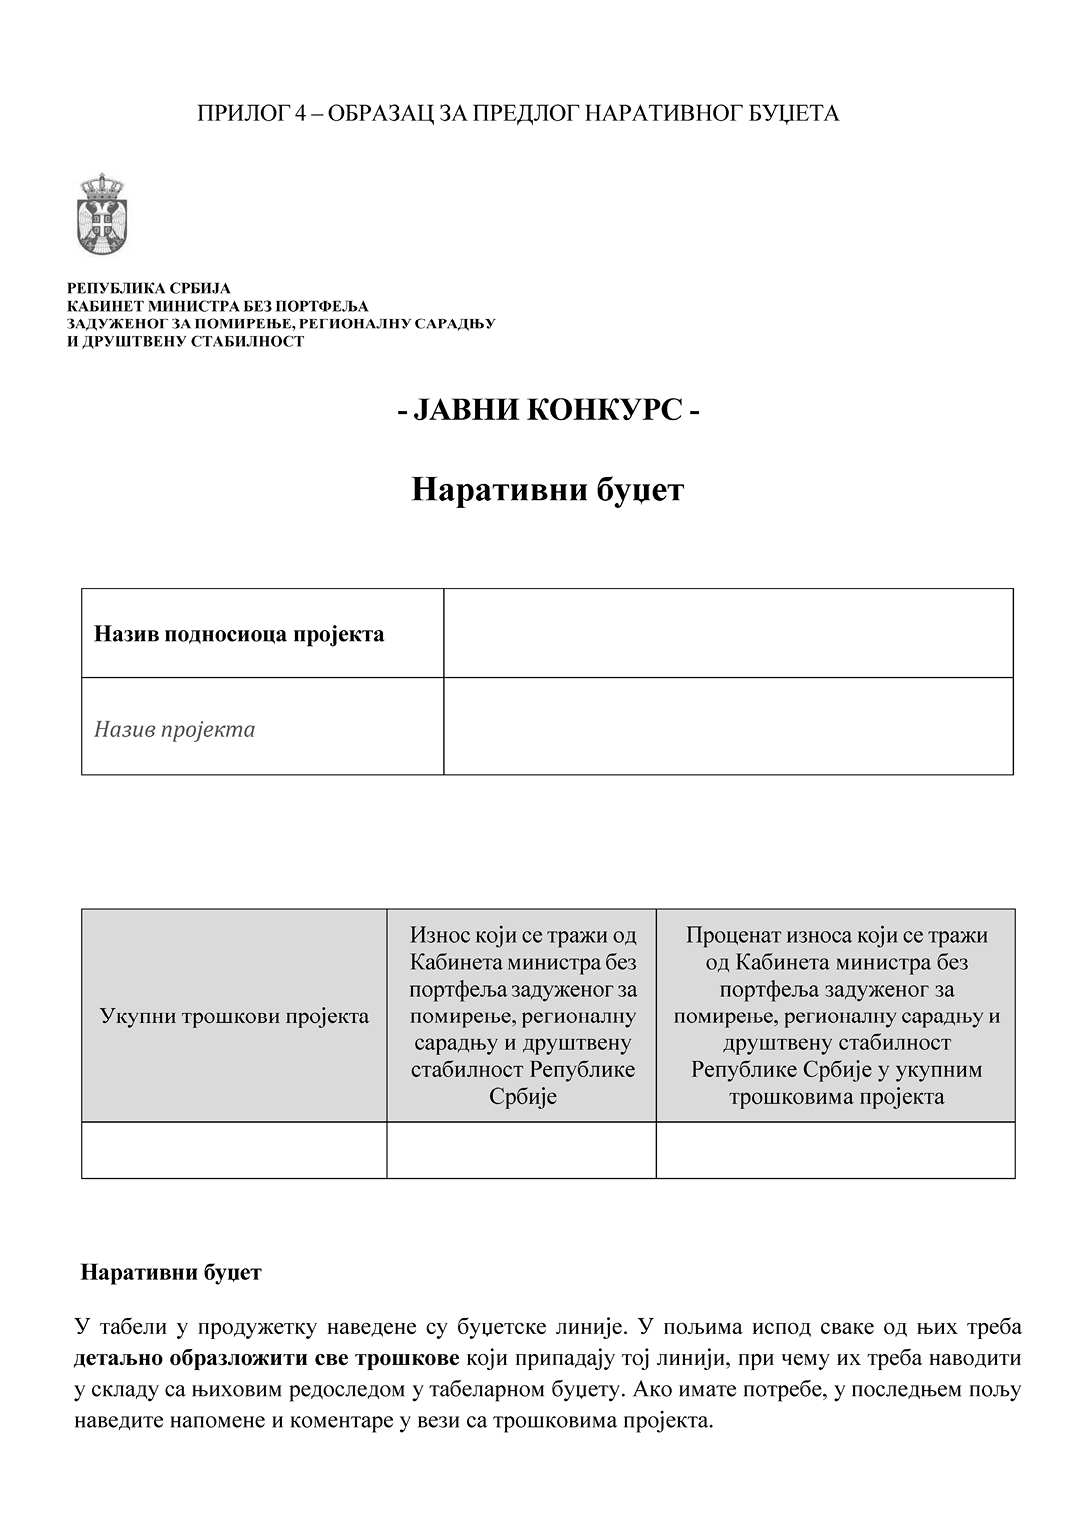 ПРИЛОГ 4 – ОБРАЗАЦ ЗА ПРЕДЛОГ НАРАТИВНОГ БУЏЕТА
РЕПУБЛИКА СРБИЈА
КАБИНЕТ МИНИСТРА БЕЗ ПОРТФЕЉА
ЗАДУЖЕНОГ ЗА ПОМИРЕЊЕ, РЕГИОНАЛНУ САРАДЊУ
И ДРУШТВЕНУ СТАБИЛНОСТ
- ЈАВНИ КОНКУРС -
Наративни буџет
Назив подносиоца пројекта
Назив пројекта
Укупни трошкови пројекта
Износ који се тражи од
Кабинета министра без
портфеља задуженог за
помирење, регионалну
сарадњу и друштвену
стабилност Републике
Србије
Проценат износа који се тражи
од Кабинета министра без
портфеља задуженог за
помирење, регионалну сарадњу и
друштвену стабилност
Републике Србије у укупним
трошковима пројекта
Наративни буџет
У табели у продужетку наведене су буџетске линије. У пољима испод сваке од њих треба
детаљно образложити све трошкове који припадају тој линији, при чему их треба наводити
у складу са њиховим редоследом у табеларном буџету. Ако имате потребе, у последњем пољу
наведите напомене и коментаре у вези са трошковима пројекта.